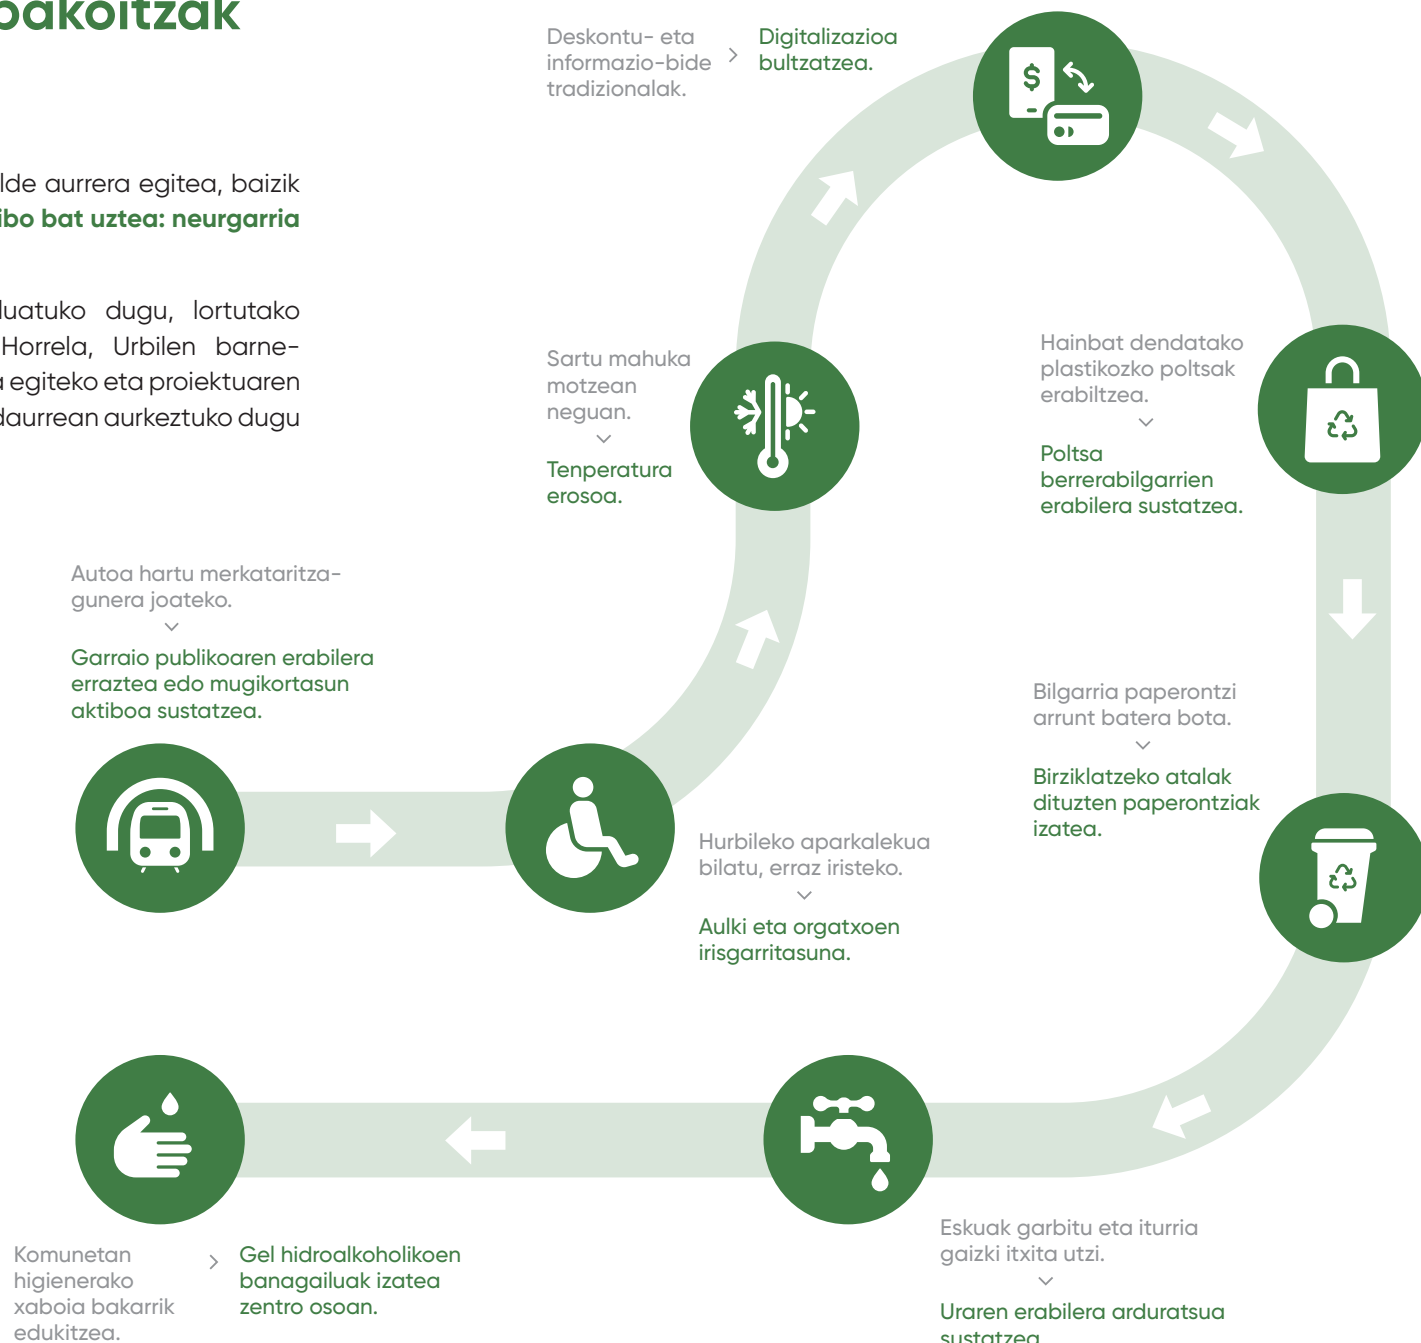 bakoitzak
lde aurrera egitea, baizik
ibo bat uztea: neurgarria
luatuko dugu, lortutako
Horrela, Urbilen barne-
a egiteko eta proiektuaren
daurrean aurkeztuko dugu
Deskontu- eta
informazio-bide
tradizionalak.
Digitalizazioa
bultzatzea.
$
Sartu mahuka
motzean
neguan.
Tenperatura
erosoa.
Hainbat dendatako
plastikozko poltsak
erabiltzea.
Poltsa
berrerabilgarrien
erabilera sustatzea.
Autoa hartu merkataritza-
gunera joateko.
Garraio publikoaren erabilera
erraztea edo mugikortasun
aktiboa sustatzea.
Bilgarria paperontzi
arrunt batera bota.
Birziklatzeko atalak
dituzten paperontziak
izatea.
Hurbileko aparkalekua
bilatu, erraz iristeko.
Aulki eta orgatxoen
irisgarritasuna.
Eskuak garbitu eta iturria
gaizki itxita utzi.
Uraren erabilera arduratsua
sustatzea
Komunetan
higienerako
xaboia bakarrik
edukitzea.
Gel hidroalkoholikoen
banagailuak izatea
zentro osoan.